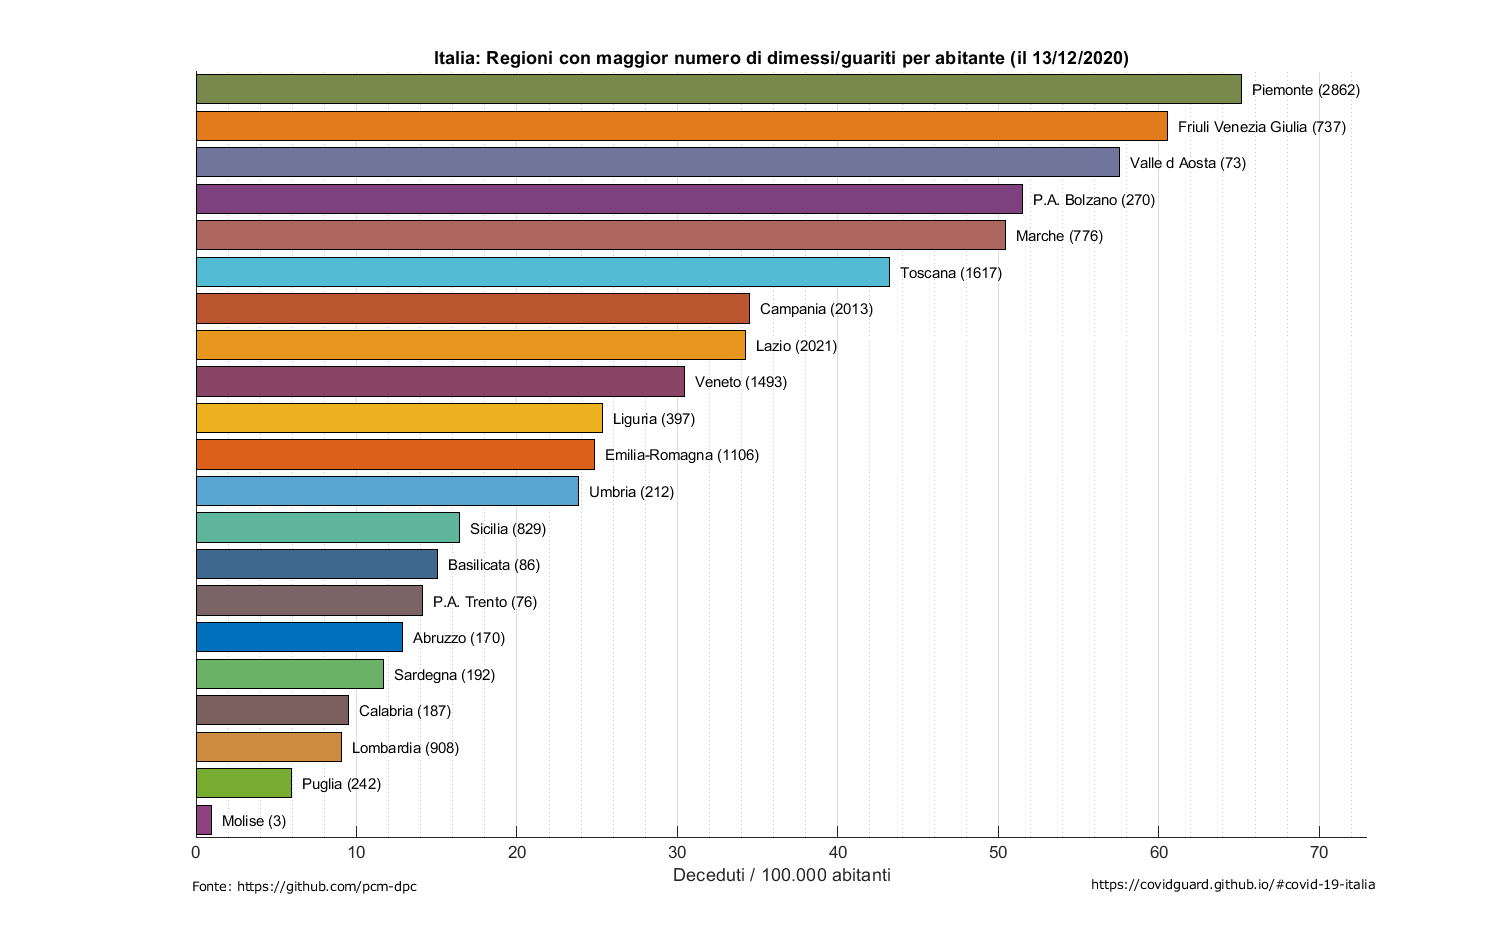 Italia: Regioni con maggior numero di dimessi/guariti per abitante (il 13/12/2020)
Piemonte (2862)
Friuli Venezia Giulia (737)
Valle d Aosta (73)
P.A. Bolzano (270)
Marche (776)
Toscana (1617)
Campania (2013)
Lazio (2021)
Veneto (1493)
Liguria (397)
Emilia-Romagna (1106)
Umbria (212)
Sicilia (829)
Basilicata (86)
P.A. Trento (76)
Abruzzo (170)
Sardegna (192)
Calabria (187)
Lombardia (908)
Puglia (242)
Molise (3)
0 10 20 30 40 50 60 70
Deceduti / 100.000 abitanti
Fonte: https://github.com/pcm-dpc
https://covidguard.github.io/#covid-19-italia